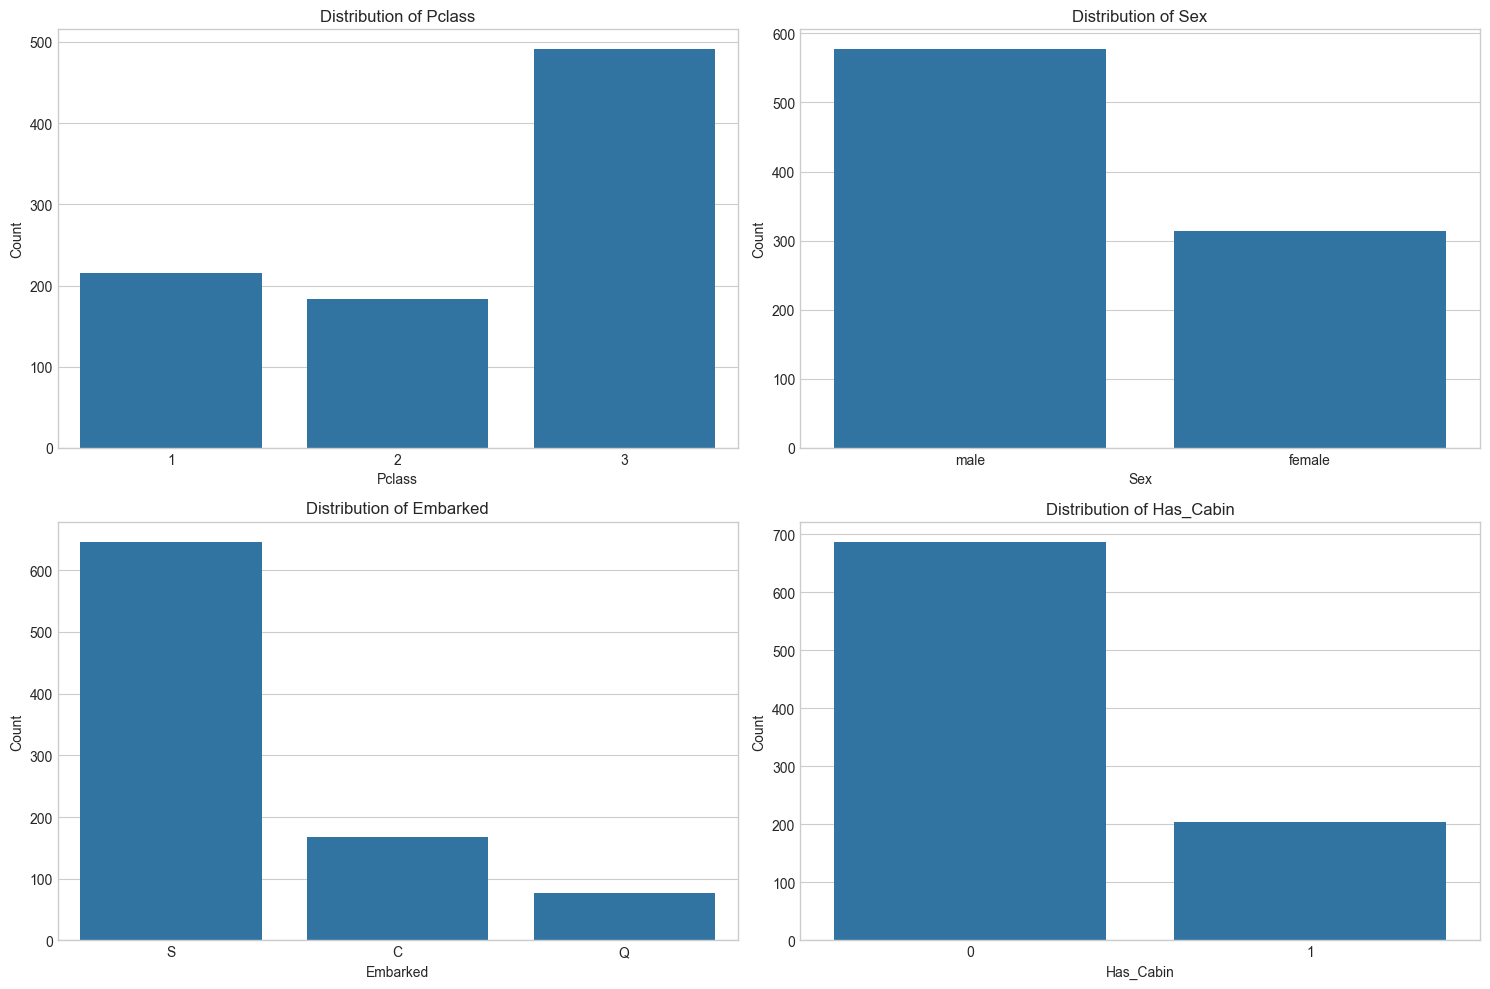 Distribution of Pclass
500
400
300
200
100
0
Count
1 2 3
Pclass
Distribution of Sex
600
500
400
300
200
100
0
Count
male female
Sex
Distribution of Embarked
600
500
400
300
200
100
0
Count
S C Q
Embarked
Distribution of Has_Cabin
700
600
500
400
300
200
100
0
Count
0 1
Has_Cabin